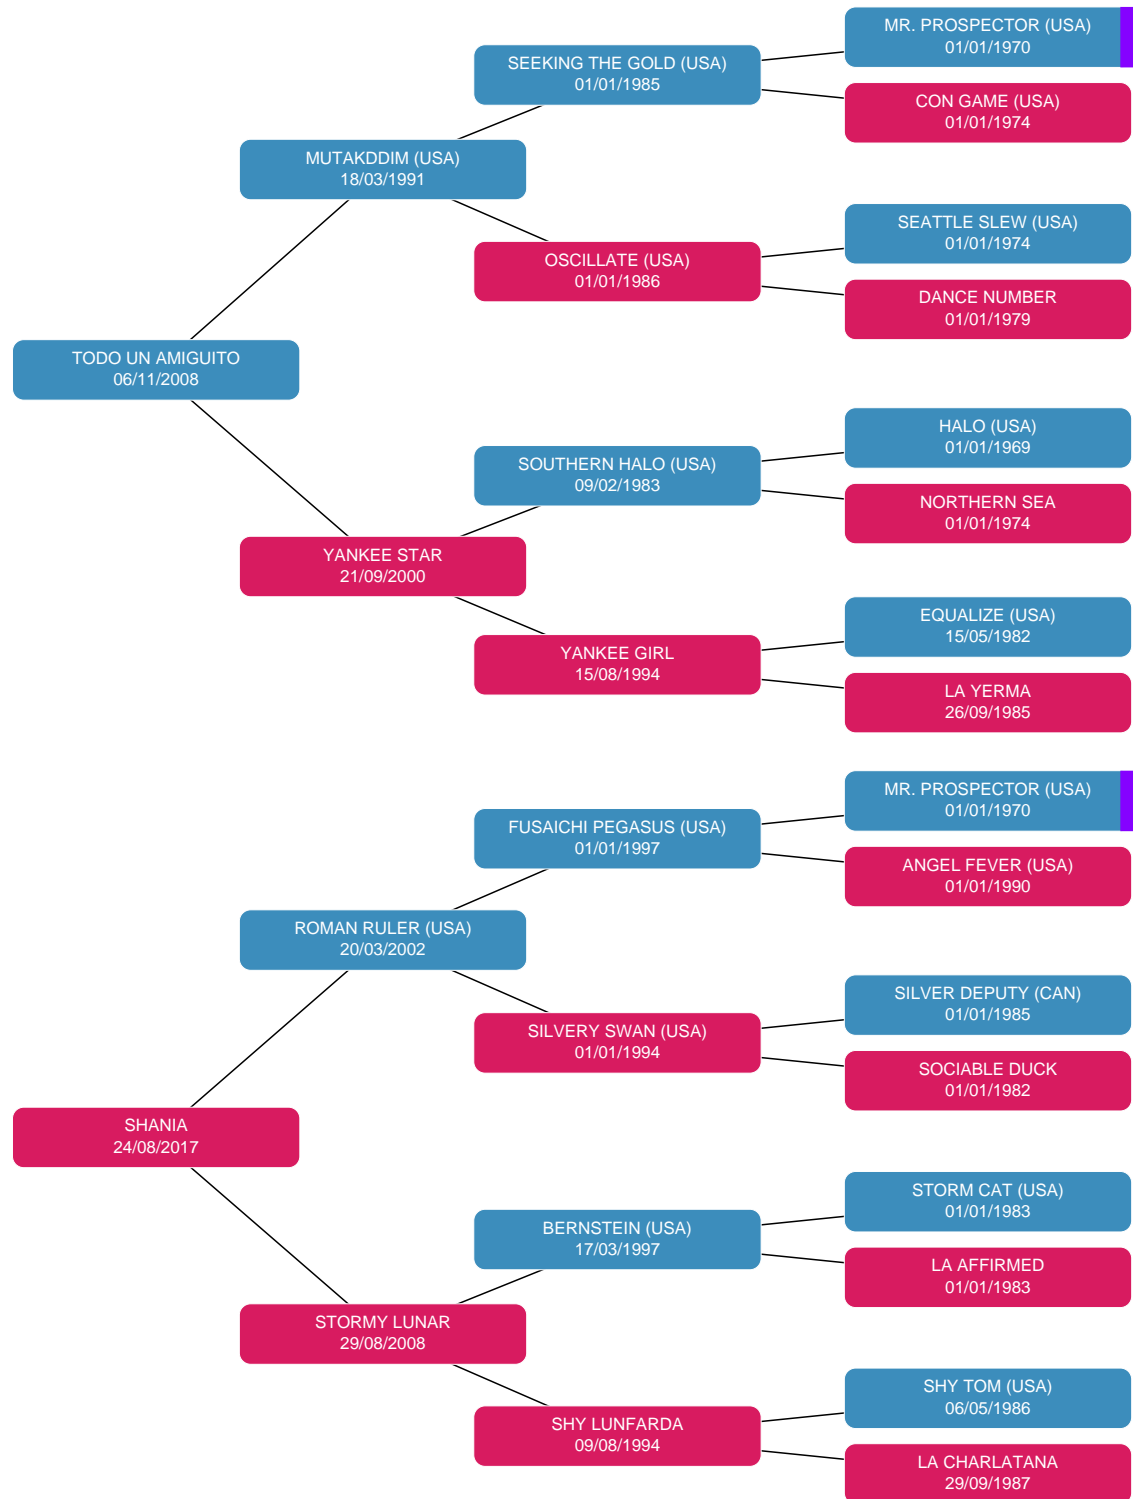 MR. PROSPECTOR (USA)
01/01/1970
SEEKING THE GOLD (USA)
01/01/1985
CON GAME (USA)
01/01/1974
MUTAKDDIM (USA)
18/03/1991
SEATTLE SLEW (USA)
01/01/1974
OSCILLATE (USA)
01/01/1986
DANCE NUMBER
01/01/1979
TODO UN AMIGUITO
06/11/2008
HALO (USA)
01/01/1969
SOUTHERN HALO (USA)
09/02/1983
NORTHERN SEA
01/01/1974
YANKEE STAR
21/09/2000
EQUALIZE (USA)
15/05/1982
YANKEE GIRL
15/08/1994
LA YERMA
26/09/1985
MR. PROSPECTOR (USA)
01/01/1970
FUSAICHI PEGASUS (USA)
01/01/1997
ANGEL FEVER (USA)
01/01/1990
ROMAN RULER (USA)
20/03/2002
SILVER DEPUTY (CAN)
01/01/1985
SILVERY SWAN (USA)
01/01/1994
SOCIABLE DUCK
01/01/1982
SHANIA
24/08/2017
STORM CAT (USA)
01/01/1983
BERNSTEIN (USA)
17/03/1997
LA AFFIRMED
01/01/1983
STORMY LUNAR
29/08/2008
SHY TOM (USA)
06/05/1986
SHY LUNFARDA
09/08/1994
LA CHARLATANA
29/09/1987